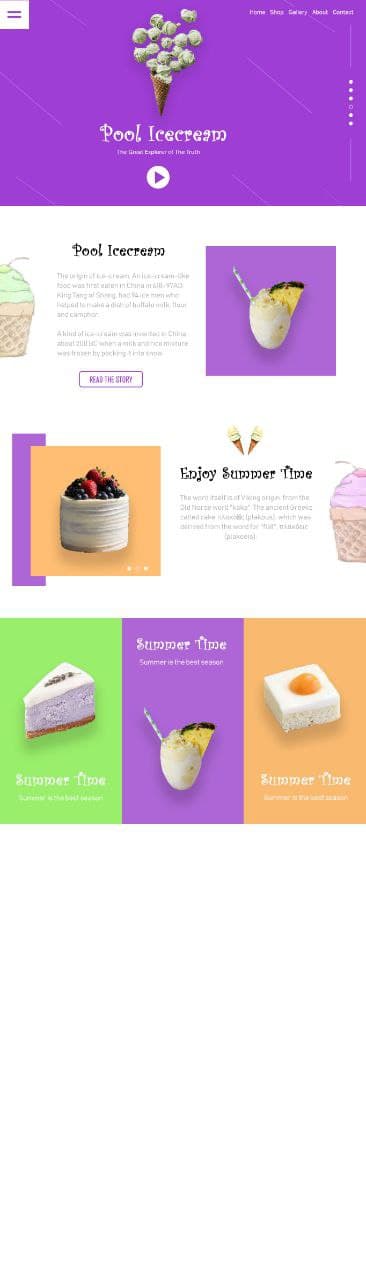 Home Shop Gallery About Contact
Pool Icecream
The Great Explorer of The Truth
Pool Icecream
The origin of ice-cream. An ice-cream-like
food was first eaten in China in 618-97AD.
King Tang of Shang, had 94 ice men who
helped to make a dish of buffalo milk, flour
and camphor.
A kind of ice-cream was invented in China
about 200 BC when a milk and rice mixture
was frozen by packing it into snow.
READ THE STORY
Enjoy Summer Time
The word itself is of Viking origin, from the
Old Norse word "kaka". The ancient Greeks
called cake (plakous), which was
derived from the word for "flat",
(plakoeis).
Summer Time
Summer is the best season
Summer Time
Summer is the best season
Summer Time
Summer is the best season